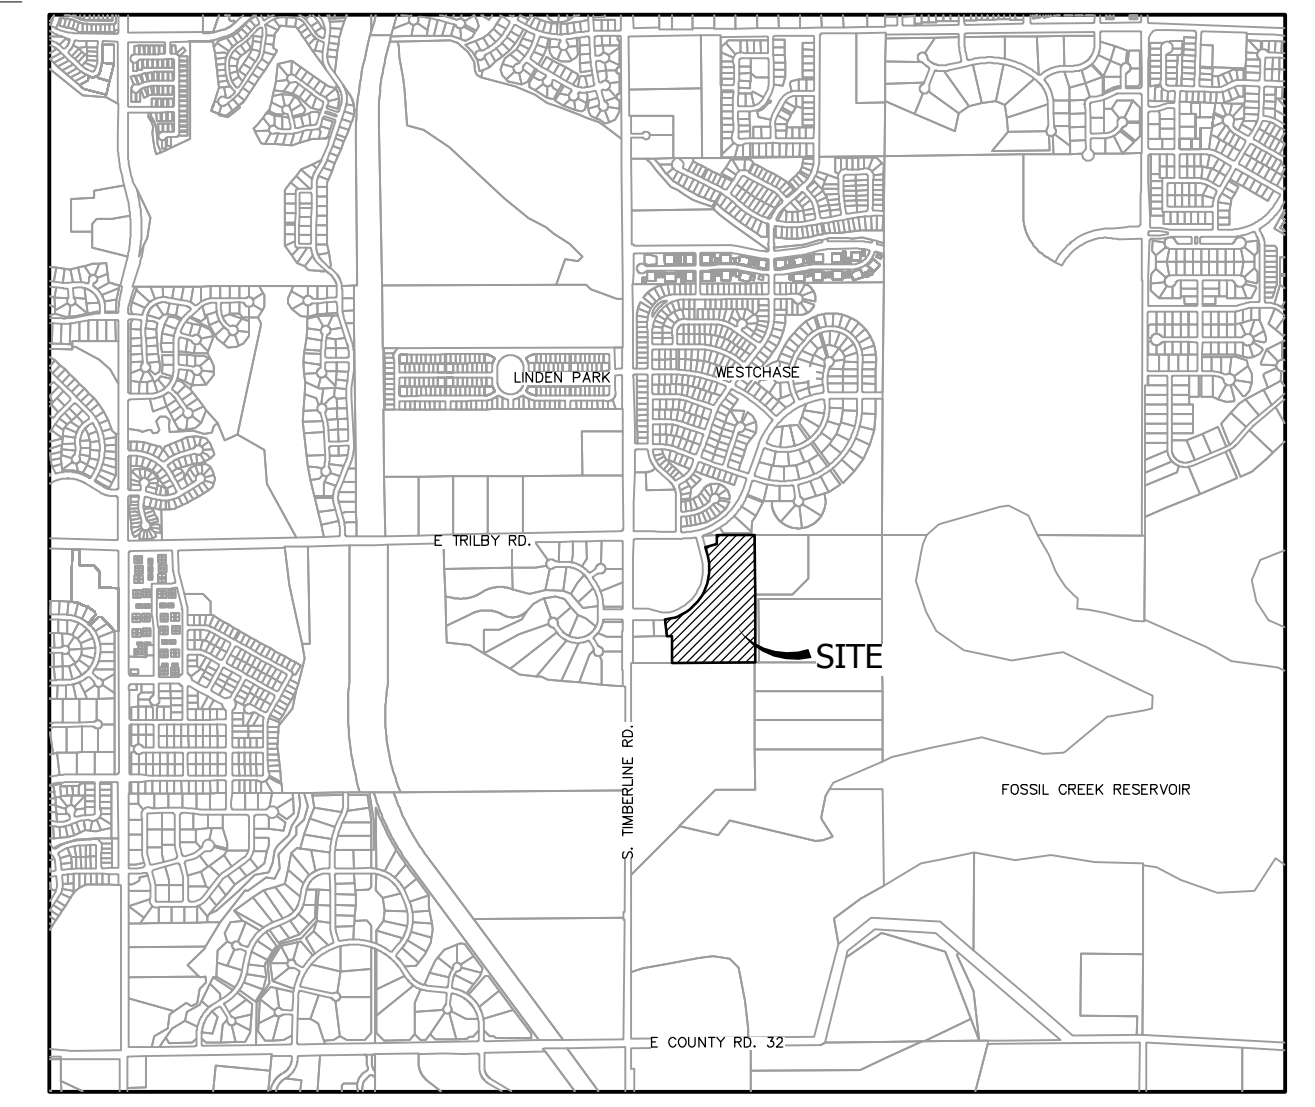 WESTCHASE
LINDEN PARK
E TRILBY RD.
SITE
S. TIMBERLINE RD.
FOSSIL CREEK RESERVOIR
E COUNTY RD. 32